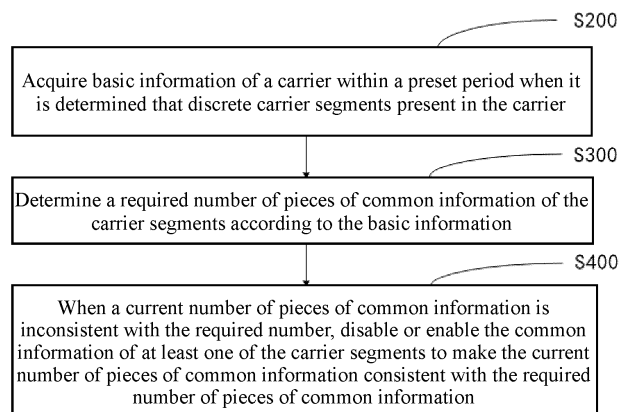 S200
Acquire basic information of a carrier within a preset period when it
is determined that discrete carrier segments present in the carrier
S300
Determine a required number of pieces of common information of the
carrier segments according to the basic information
S400
When a current number of pieces of common information is
inconsistent with the required number, disable or enable the common
information of at least one of the carrier segments to make the current
number of pieces of common information consistent with the required
number of pieces of common information